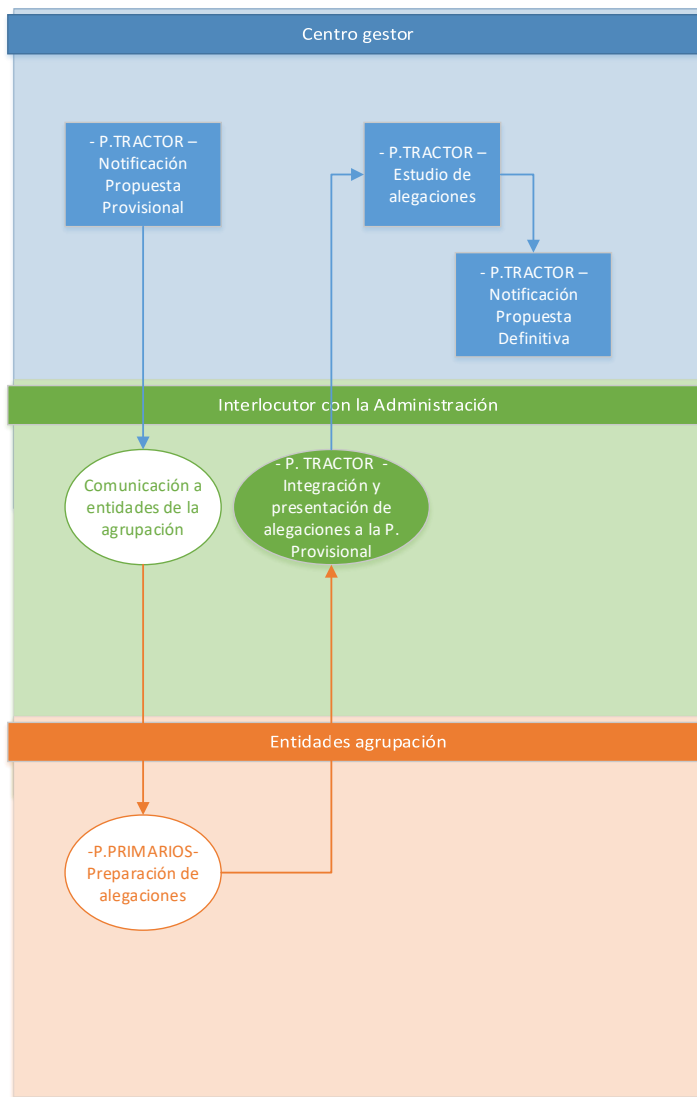 Centro gestor
- P.TRACTOR –
Notificación
Propuesta
Provisional
- P.TRACTOR –
Estudio de
alegaciones
- P.TRACTOR –
Notificación
Propuesta
Definitiva
Interlocutor con la Administración
Comunicación a
entidades de la
agrupación
- P. TRACTOR -
Integración y
presentación de
alegaciones a la P.
Provisional
Entidades agrupación
-P.PRIMARIOS-
Preparación de
alegaciones